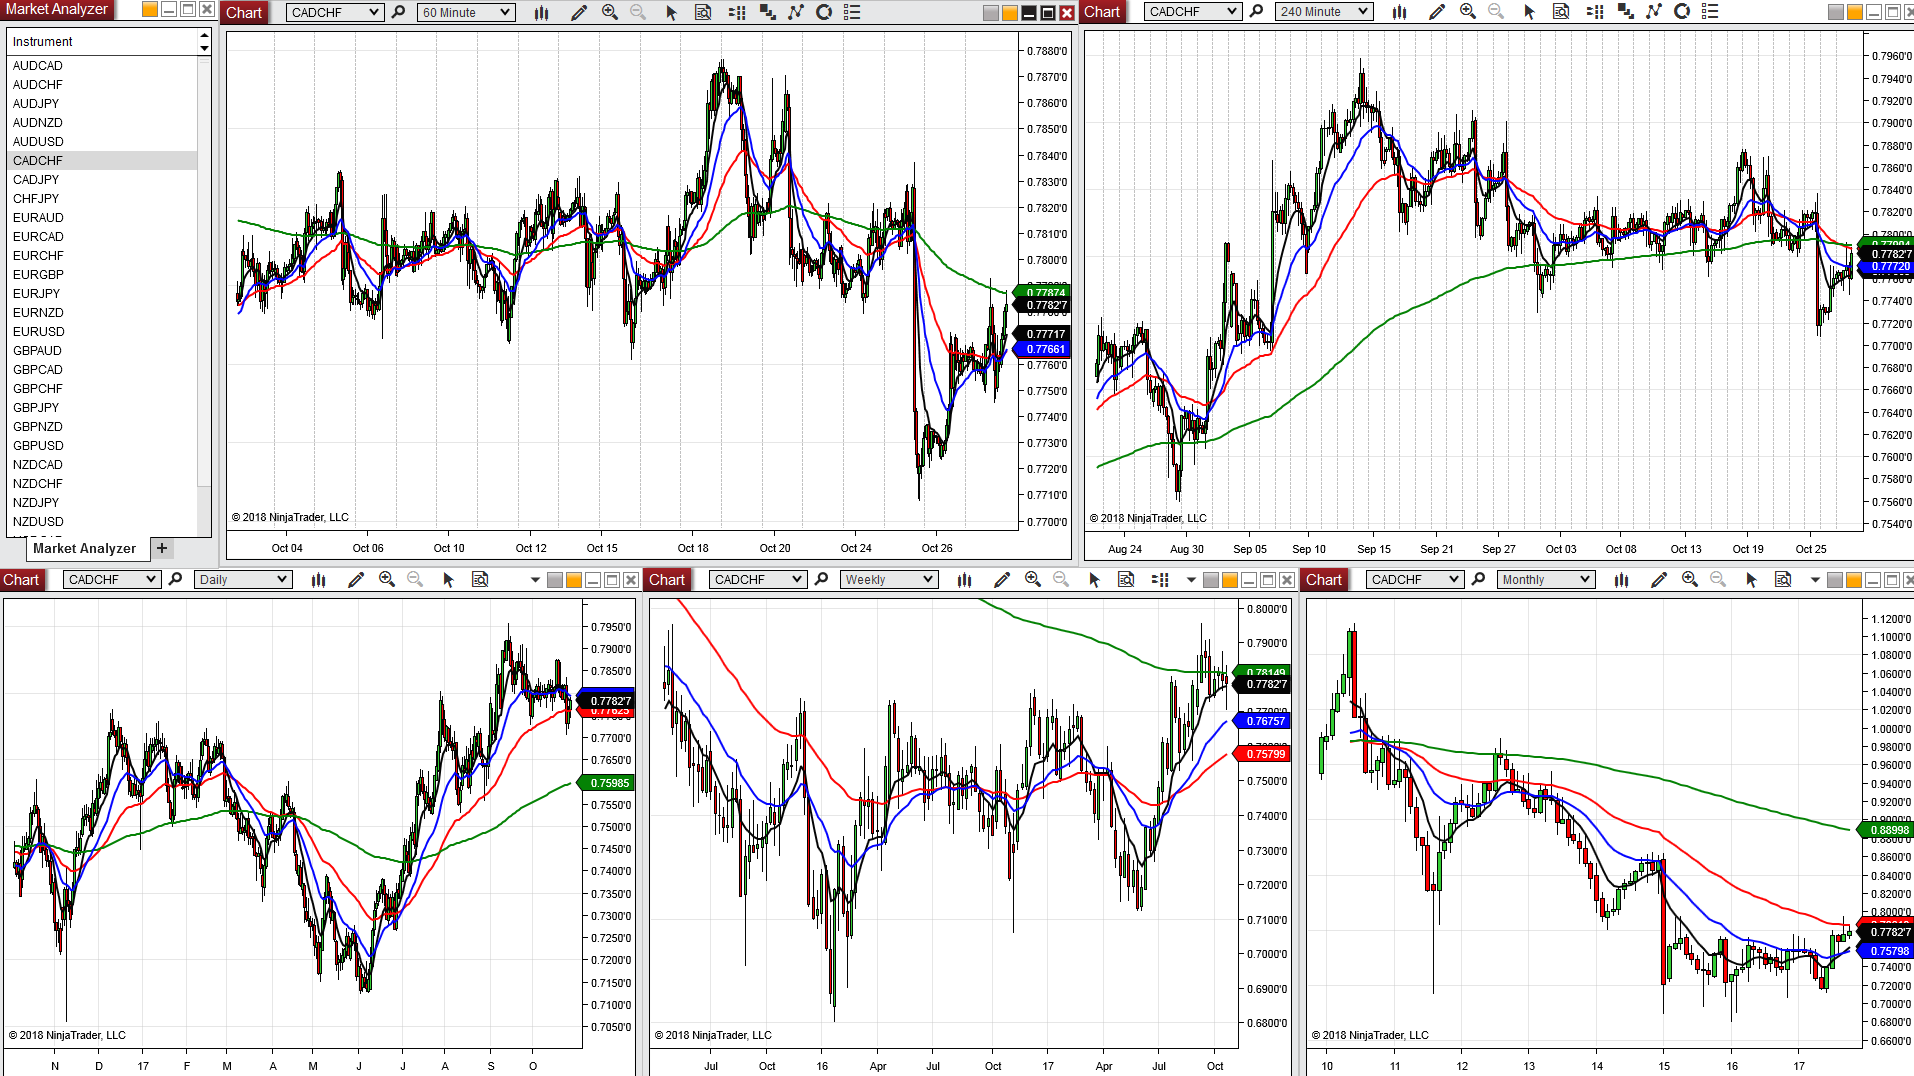 Market Analyzer
Instrument
AUDCAD
AUDCHF
AUDJPY
AUDNZD
AUDUSD
CADCHF
CADJPY
CHFJPY
EURAUD
EURCAD
EURCHF
EURGBP
EURJPY
EURNZD
EURUSD
GBPAUD
GBPCAD
GBPCHF
GBPJPY
GBPNZD
GBPUSD
NZDCAD
NZDCHF
NZDJPY
NZDUSD
Market Analyzer +
Chart CADCHF 60 Minute
0.7880'0
0.7870'0
0.7860'0
0.7850'0
0.7840'0
0.7830'0
0.7820'0
0.7810'0
0.7800'0
0.77874
0.7782'7
0.77717
0.77661
0.7760'0
0.7750'0
0.7740'0
0.7730'0
0.7720'0
0.7710'0
0.7700'0
© 2018 NinjaTrader, LLC
Oct 04 Oct 06 Oct 10 Oct 12 Oct 15 Oct 18 Oct 20 Oct 24 Oct 26
Chart CADCHF 240 Minute
0.7960'0
0.7940'0
0.7920'0
0.7900'0
0.7880'0
0.7860'0
0.7840'0
0.7820'0
0.7782'7
0.77720
0.7740'0
0.7720'0
0.7700'0
0.7680'0
0.7660'0
0.7640'0
0.7620'0
0.7600'0
0.7580'0
0.7560'0
0.7540'0
© 2018 NinjaTrader, LLC
Aug 24 Aug 30 Sep 05 Sep 10 Sep 15 Sep 21 Sep 27 Oct 03 Oct 08 Oct 13 Oct 19 Oct 25
Chart CADCHF Daily
0.7950'0
0.7900'0
0.7850'0
0.7800'0
0.7782'7
0.7700'0
0.7650'0
0.75985
0.7550'0
0.7500'0
0.7450'0
0.7400'0
0.7350'0
0.7300'0
0.7250'0
0.7200'0
0.7150'0
0.7100'0
0.7050'0
© 2018 NinjaTrader, LLC
N D 17 F M A M J J A S O
Chart CADCHF Weekly
0.8000'0
0.7900'0
0.78149
0.7782'7
0.76757
0.75799
0.7500'0
0.7400'0
0.7300'0
0.7200'0
0.7100'0
0.7000'0
0.6900'0
0.6800'0
© 2018 NinjaTrader, LLC
Jul Oct 16 Apr Jul Oct 17 Apr Jul Oct
Chart CADCHF Monthly
1.1200'0
1.1000'0
1.0800'0
1.0600'0
1.0400'0
1.0200'0
1.0000'0
0.9800'0
0.9600'0
0.9400'0
0.9200'0
0.9000'0
0.88998
0.8600'0
0.8400'0
0.8200'0
0.8000'0
0.7782'7
0.75798
0.7400'0
0.7200'0
0.7000'0
0.6800'0
0.6600'0
© 2018 NinjaTrader, LLC
10 11 12 13 14 15 16 17